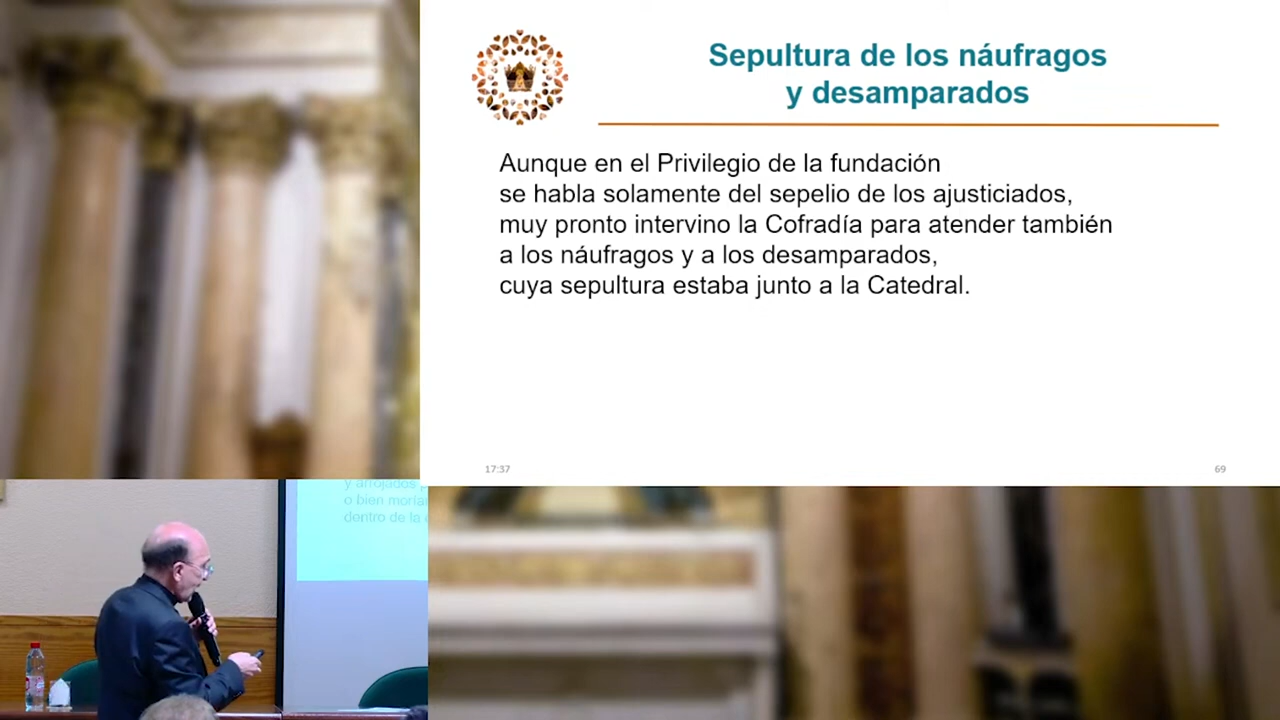 Sepultura de los náufragos
y desamparados
Aunque en el Privilegio de la fundación
se habla solamente del sepelio de los ajusticiados,
muy pronto intervino la Cofradía para atender también
a los náufragos y a los desamparados,
cuya sepultura estaba junto a la Catedral.
17:37
69
y arrojados
o bien
dentro de la